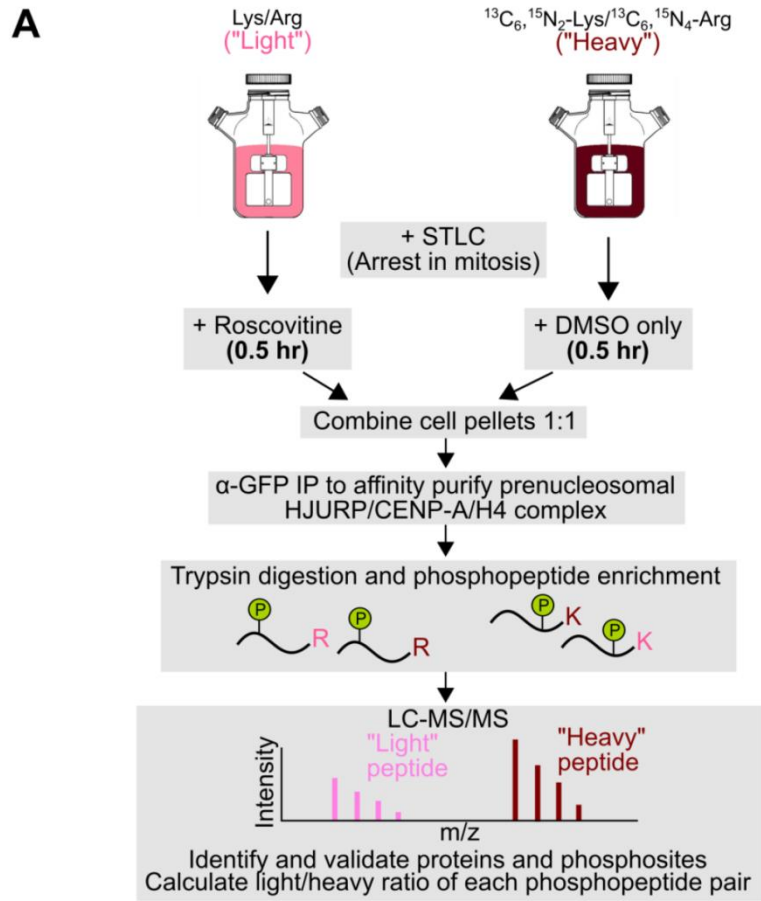 A
Lys/Arg
("Light")
¹³C₆,¹⁵N₂-Lys/¹³C₆,¹⁵N₄-Arg
("Heavy")
+ STLC
(Arrest in mitosis)
+ Roscovitine
(0.5 hr)
+ DMSO only
(0.5 hr)
Combine cell pellets 1:1
α-GFP IP to affinity purify prenucleosomal
HJURP/CENP-A/H4 complex
Trypsin digestion and phosphopeptide enrichment
P
R
P
R
P
K
P
K
LC-MS/MS
"Light"
peptide
"Heavy"
peptide
Intensity
m/z
Identify and validate proteins and phosphosites
Calculate light/heavy ratio of each phosphopeptide pair